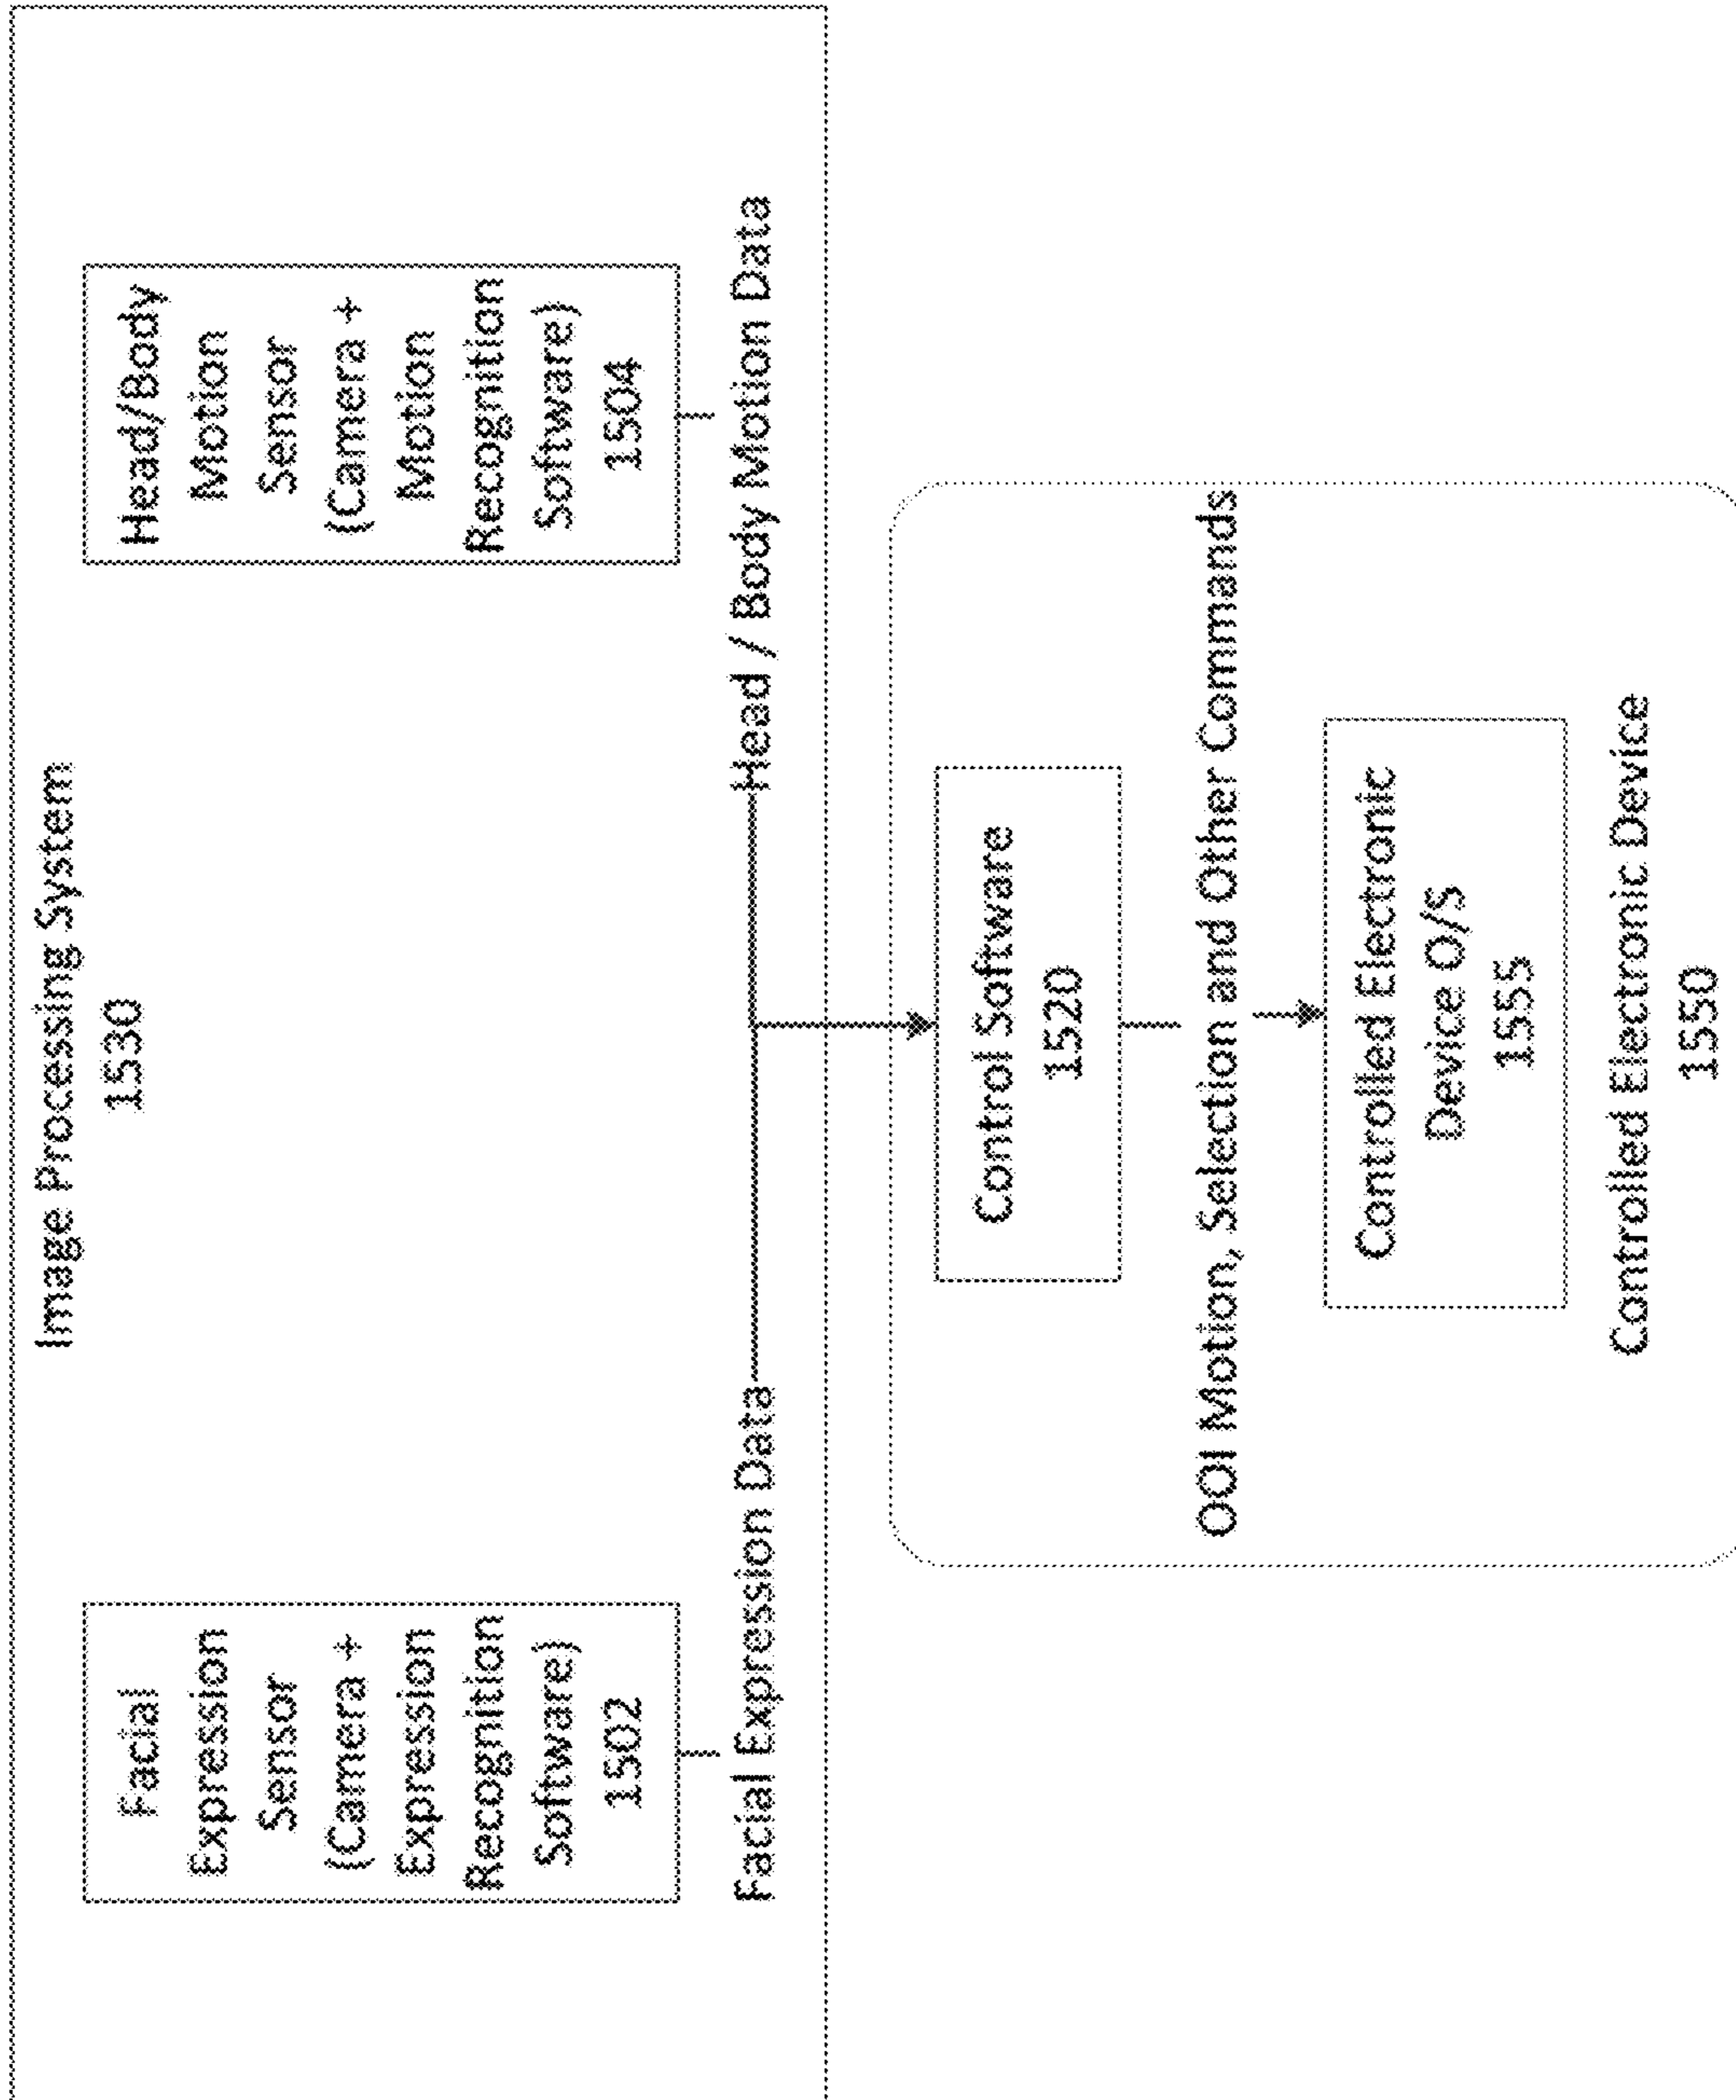 Image Processing System
1530
Facial
Expression
Sensor
(Camera +
Expression
Recognition
Software)
1502
Head/Body
Motion
Sensor
(Camera +
Motion
Recognition
Software)
1504
Facial Expression Data
Head / Body Motion Data
Control Software
1520
OOI Motion, Selection and Other Commands
Controlled Electronic
Device O/S
1555
Controlled Electronic Device
1550